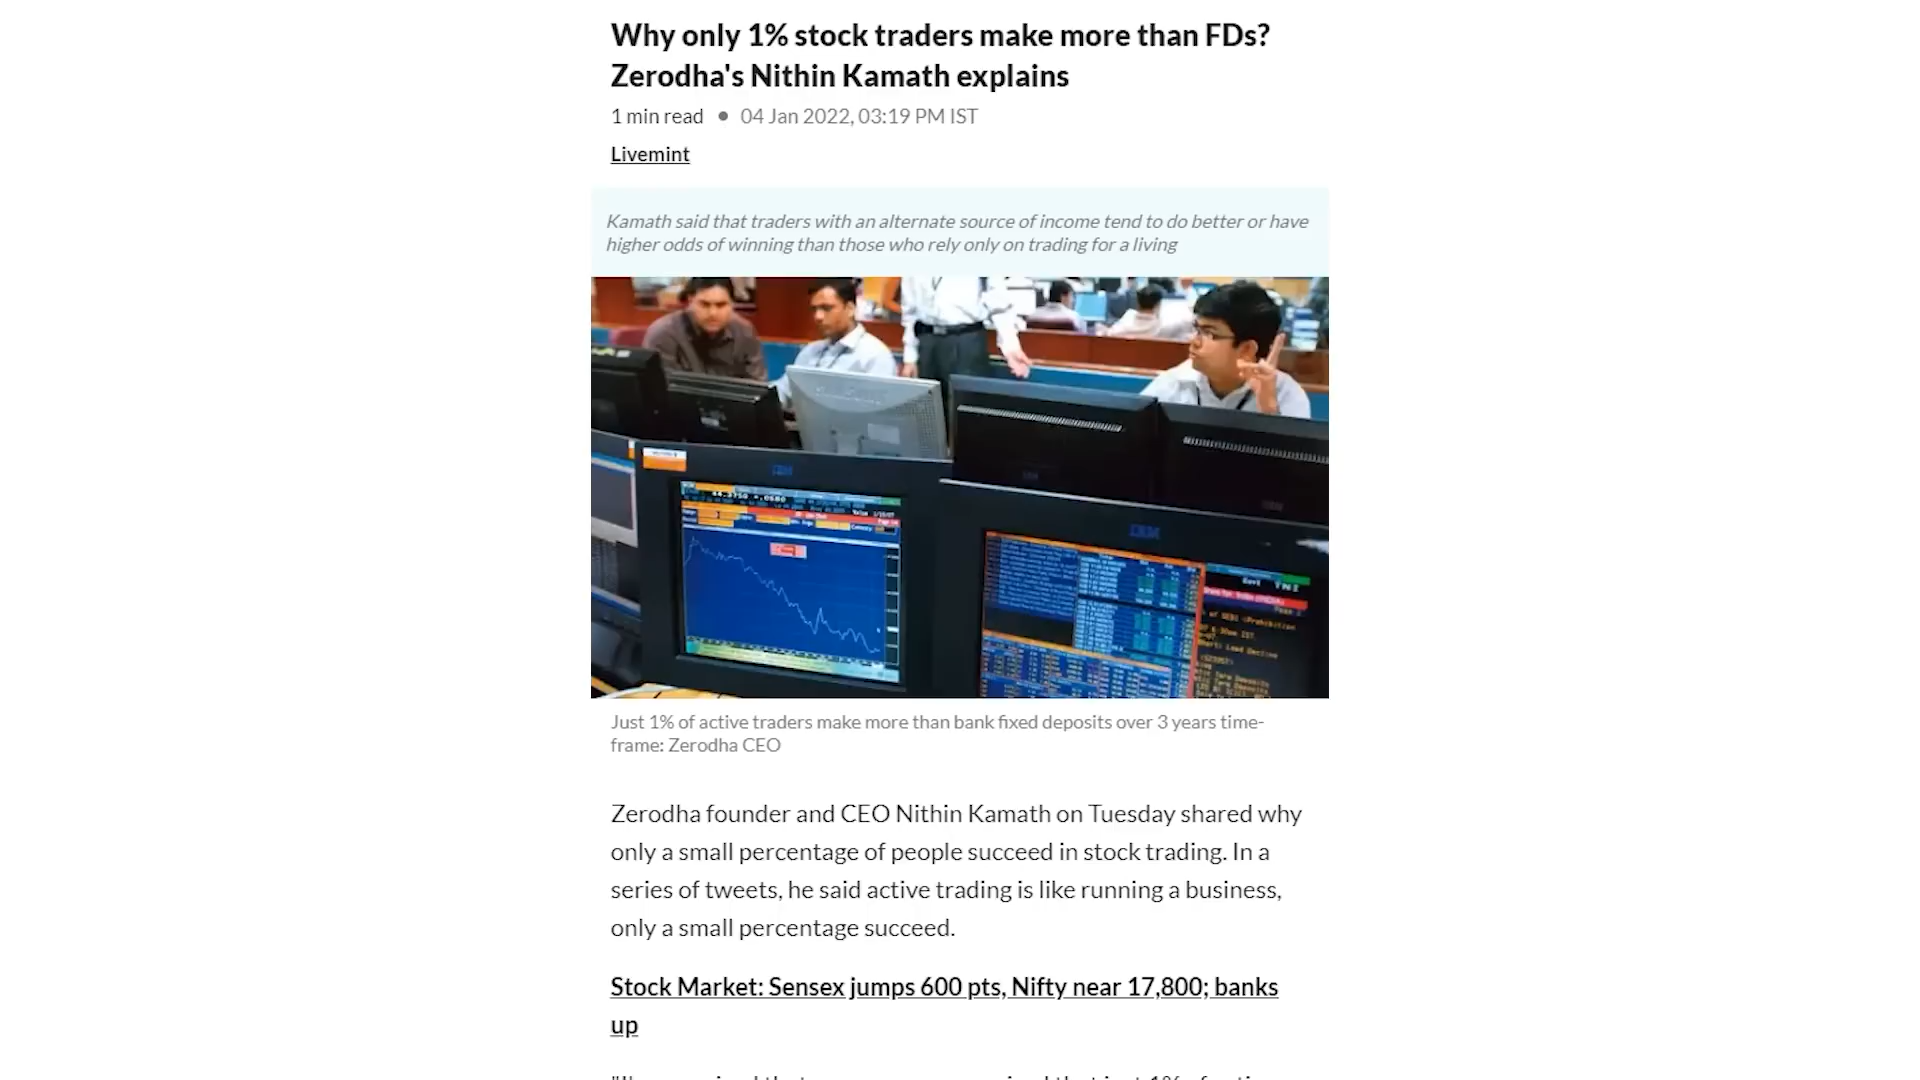 Why only 1% stock traders make more than FDs?
Zerodha's Nithin Kamath explains
1 min read • 04 Jan 2022, 03:19 PM IST
Livemint
Kamath said that traders with an alternate source of income tend to do better or have
higher odds of winning than those who rely only on trading for a living
IBM
IBM
Just 1% of active traders make more than bank fixed deposits over 3 years time-
frame: Zerodha CEO
Zerodha founder and CEO Nithin Kamath on Tuesday shared why
only a small percentage of people succeed in stock trading. In a
series of tweets, he said active trading is like running a business,
only a small percentage succeed.
Stock Market: Sensex jumps 600 pts, Nifty near 17,800; banks
up